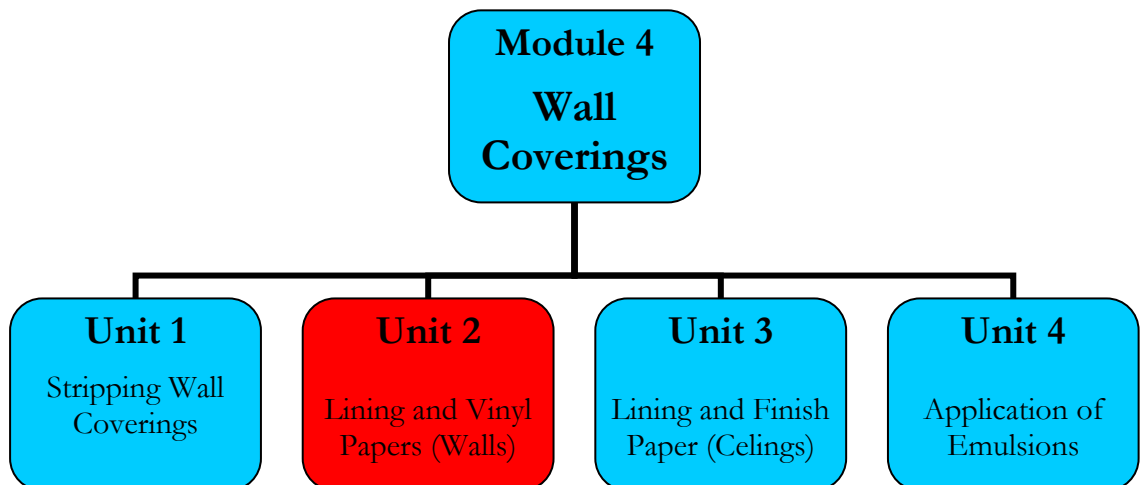 Module 4
Wall
Coverings
Unit 1
Stripping Wall
Coverings
Unit 2
Lining and Vinyl
Papers (Walls)
Unit 3
Lining and Finish
Paper (Celings)
Unit 4
Application of
Emulsions